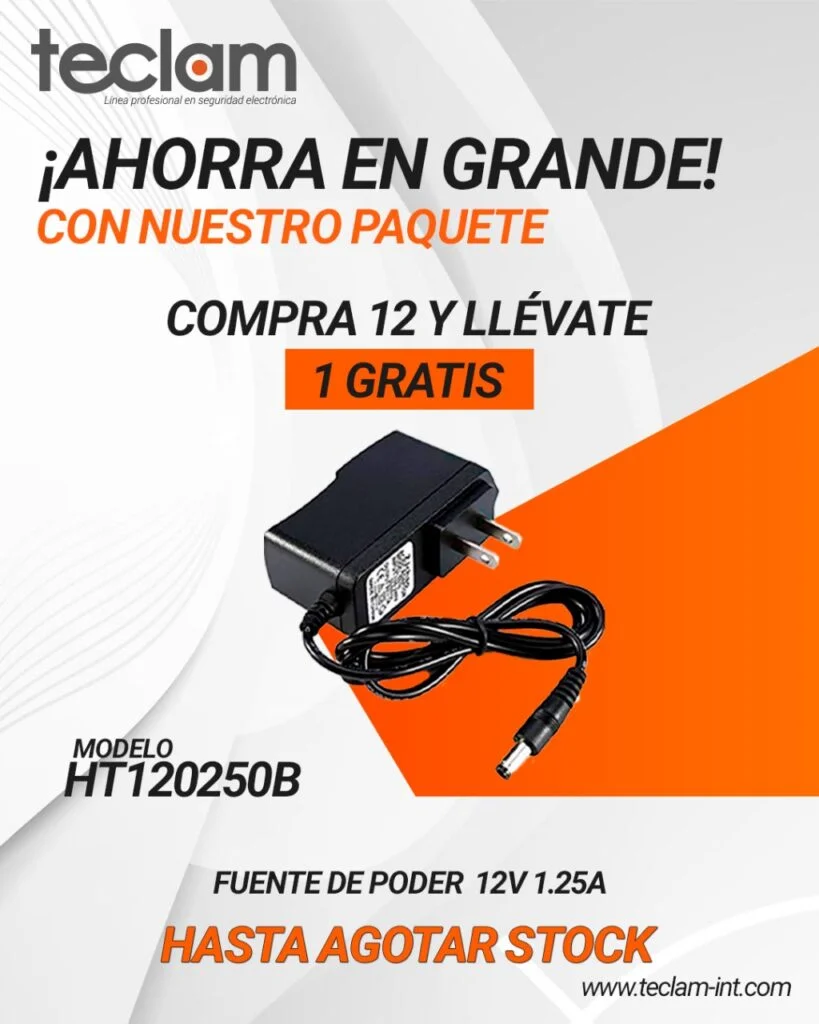 teclam
Línea profesional en seguridad electrónica
¡AHORRA EN GRANDE!
CON NUESTRO PAQUETE
COMPRA 12 Y LLÉVATE
1 GRATIS
MODELO
HT120250B
FUENTE DE PODER 12V 1.25A
HASTA AGOTAR STOCK
www.teclam-int.com